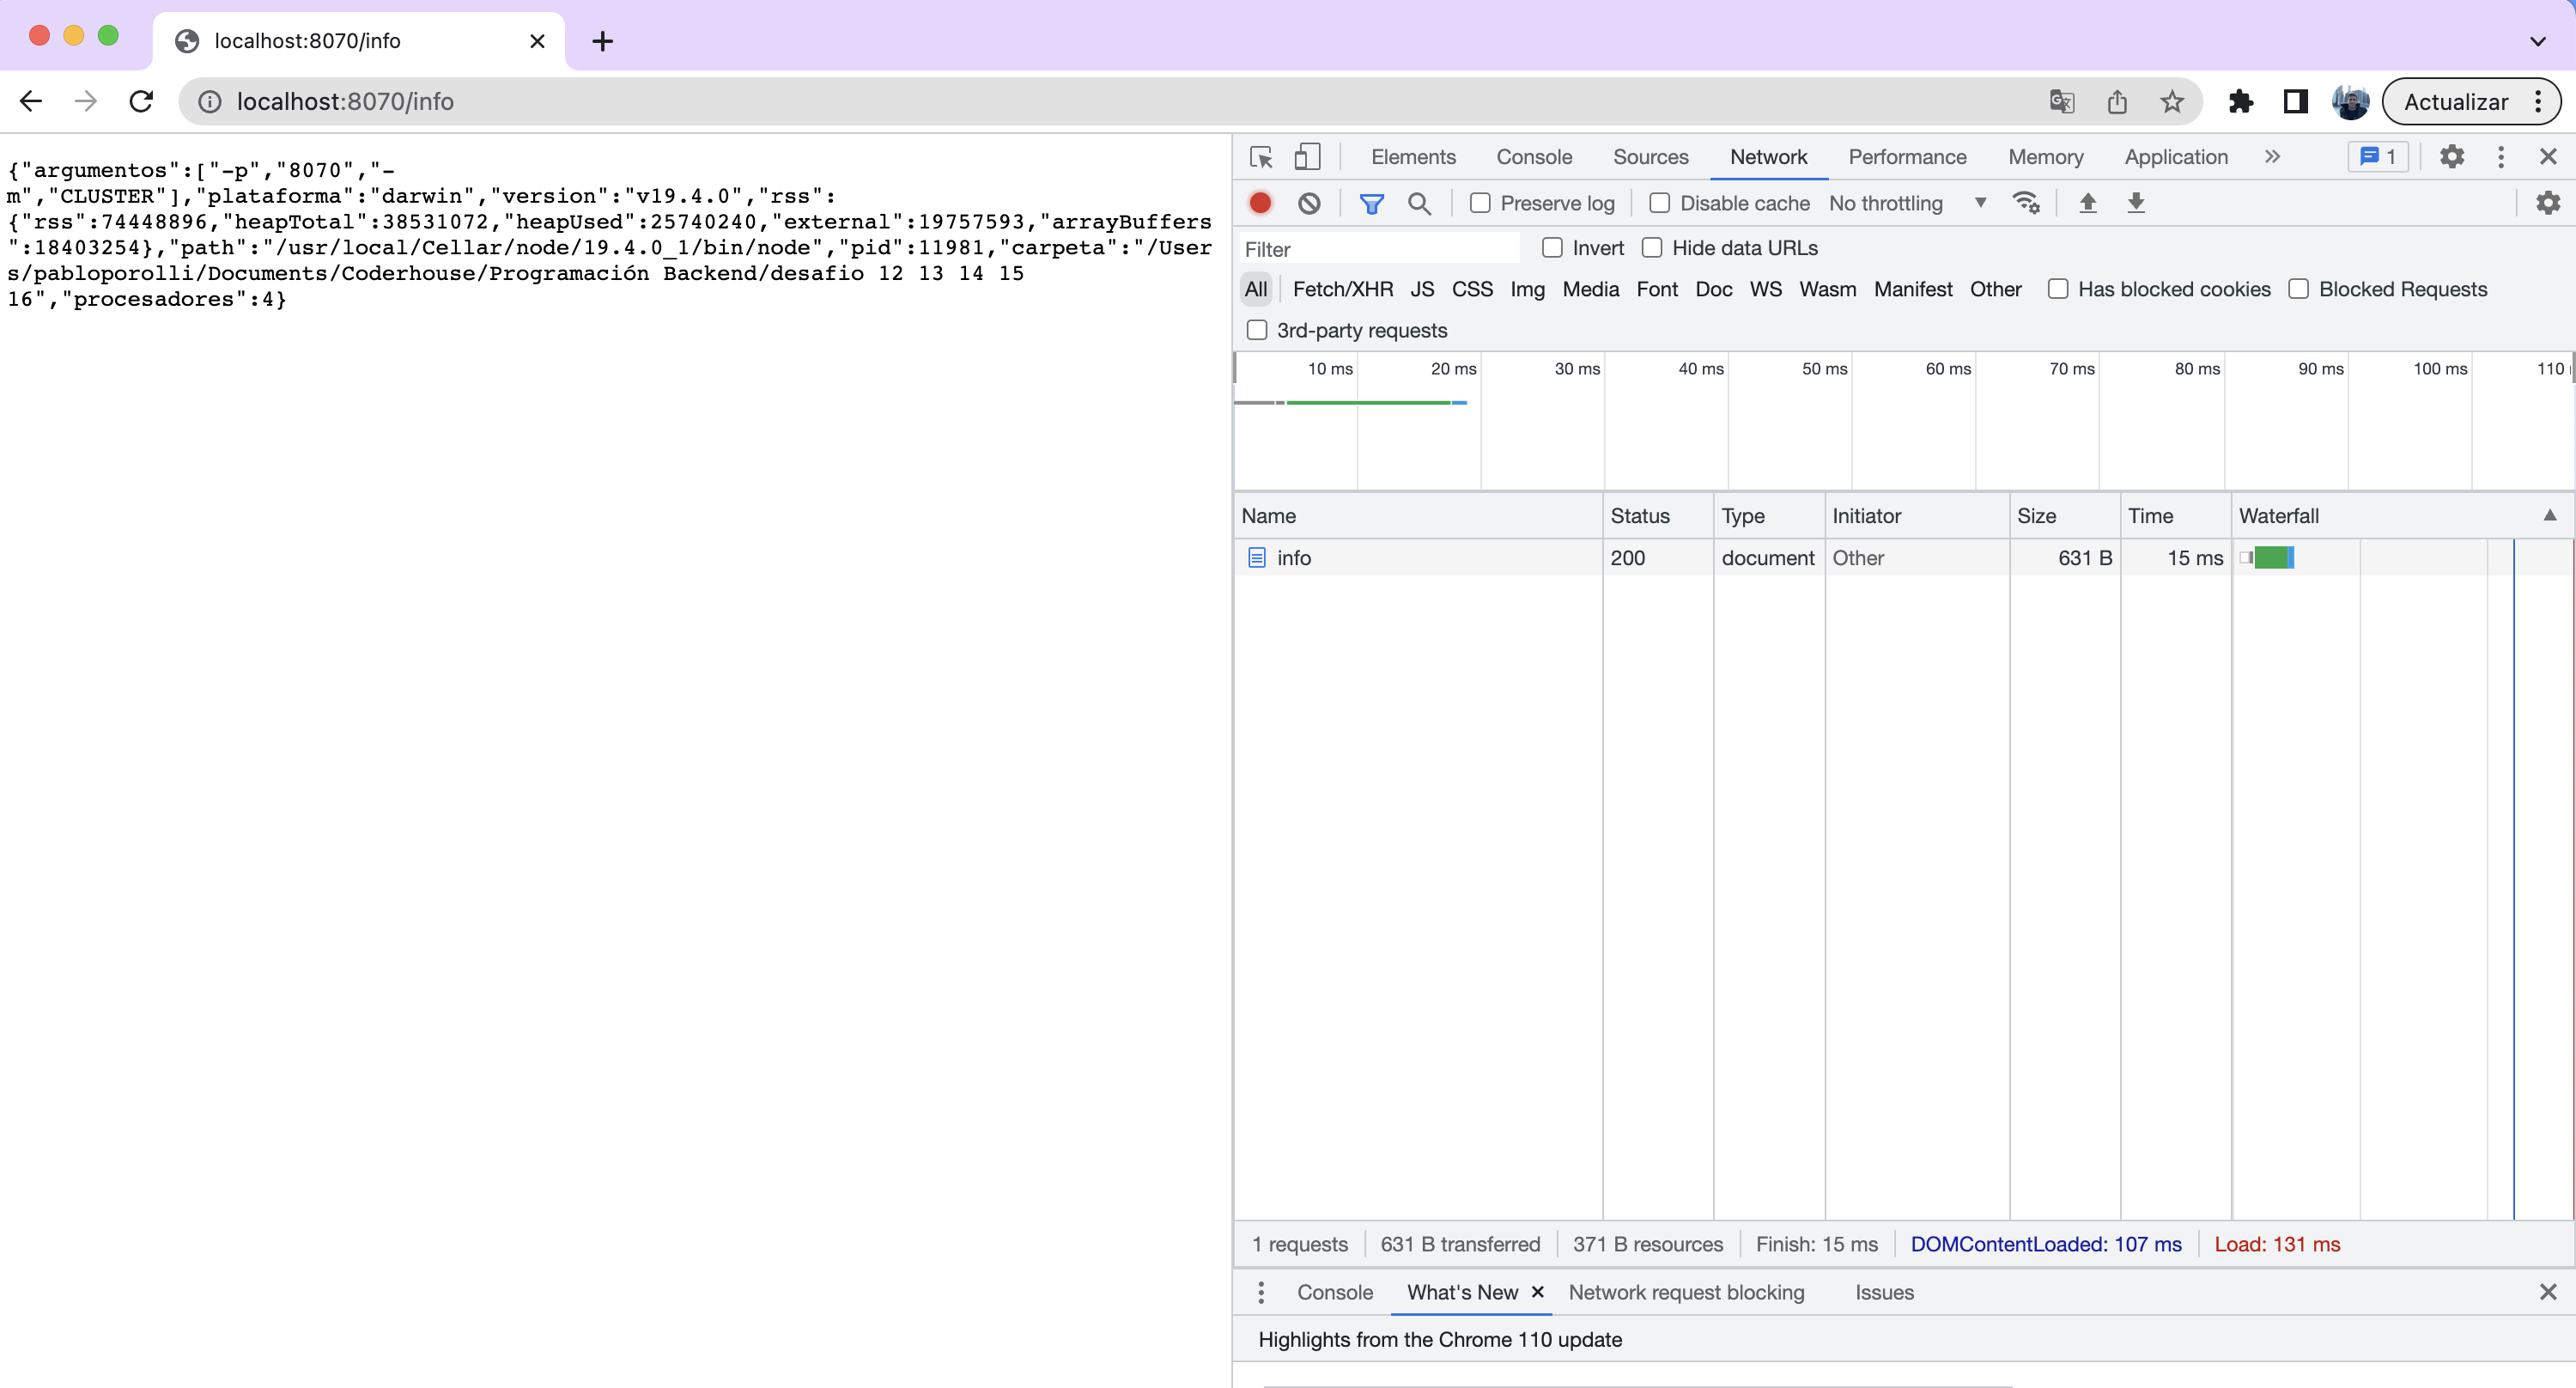 localhost:8070/info
localhost:8070/info
Actualizar
{"argumentos":["-p","8070","-
m","CLUSTER"],"plataforma":"darwin","version":"v19.4.0","rss":
{"rss":74448896,"heapTotal":38531072,"heapUsed":25740240,"external":19757593,"arrayBuffers
":18403254},"path":"/usr/local/Cellar/node/19.4.0_1/bin/node","pid":11981,"carpeta":"/User
s/pabloporolli/Documents/Coderhouse/Programación Backend/desafio 12 13 14 15
16","procesadores":4}
Elements Console Sources Network Performance Memory Application 1
Preserve log Disable cache No throttling
Filter Invert Hide data URLs
All Fetch/XHR JS CSS Img Media Font Doc WS Wasm Manifest Other Has blocked cookies Blocked Requests
3rd-party requests
10 ms 20 ms 30 ms 40 ms 50 ms 60 ms 70 ms 80 ms 90 ms 100 ms 110
Name Status Type Initiator Size Time Waterfall
info 200 document Other 631 B 15 ms
1 requests 631 B transferred 371 B resources Finish: 15 ms DOMContentLoaded: 107 ms Load: 131 ms
Console What's New Network request blocking Issues
Highlights from the Chrome 110 update